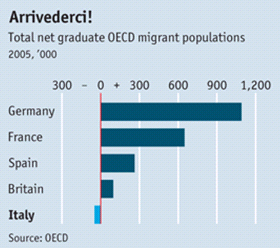 Arrivederci!
Total net graduate OECD migrant populations
2005, '000
300 – 0 + 300 600 900 1,200
Germany
France
Spain
Britain
Italy
Source: OECD